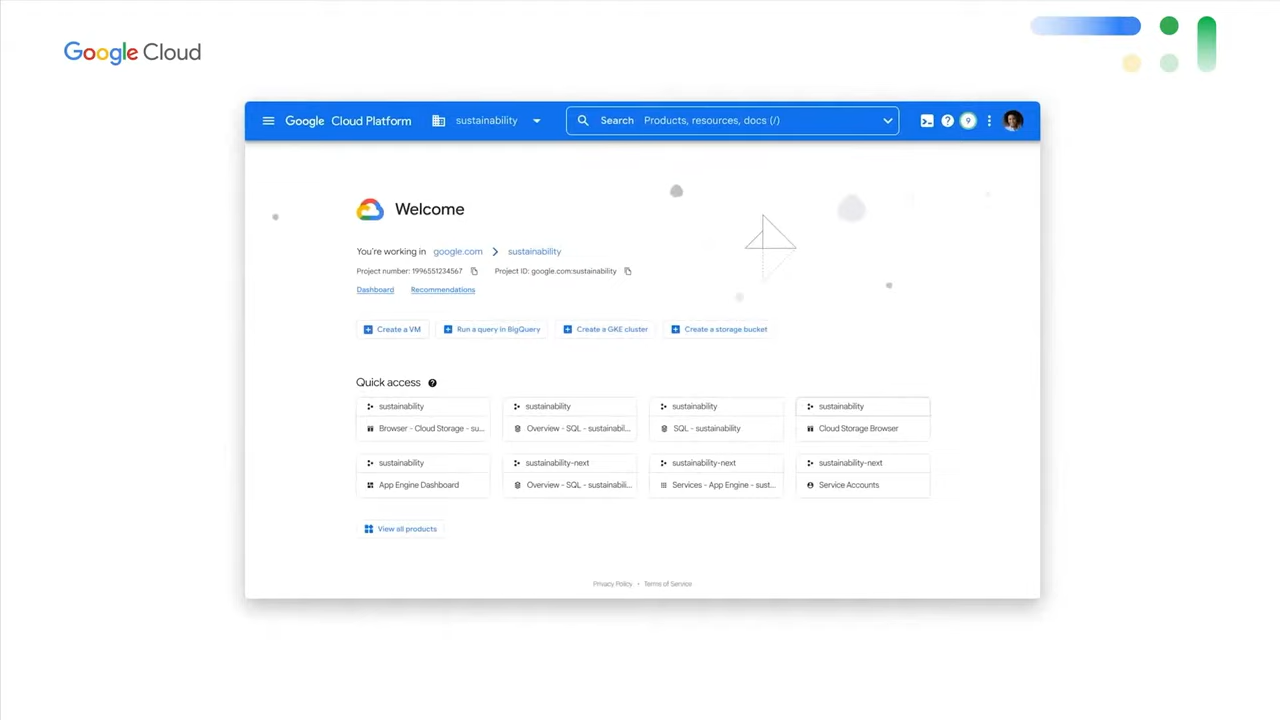 Google Cloud
Google Cloud Platform sustainability Search Products, resources, docs (/) ? 9
Welcome
You're working in google.com > sustainability
Project number: 1996551234567 Project ID: google.com:sustainability
Dashboard Recommendations
Create a VM Run a query in BigQuery Create a GKE cluster Create a storage bucket
Quick access ?
sustainability sustainability sustainability sustainability
Browser - Cloud Storage - su... Overview - SQL - sustainabil... SQL - sustainability Cloud Storage Browser
sustainability sustainability-next sustainability-next sustainability-next
App Engine Dashboard Overview - SQL - sustainabili... Services - App Engine - sust... Service Accounts
View all products
Privacy Policy • Terms of Service